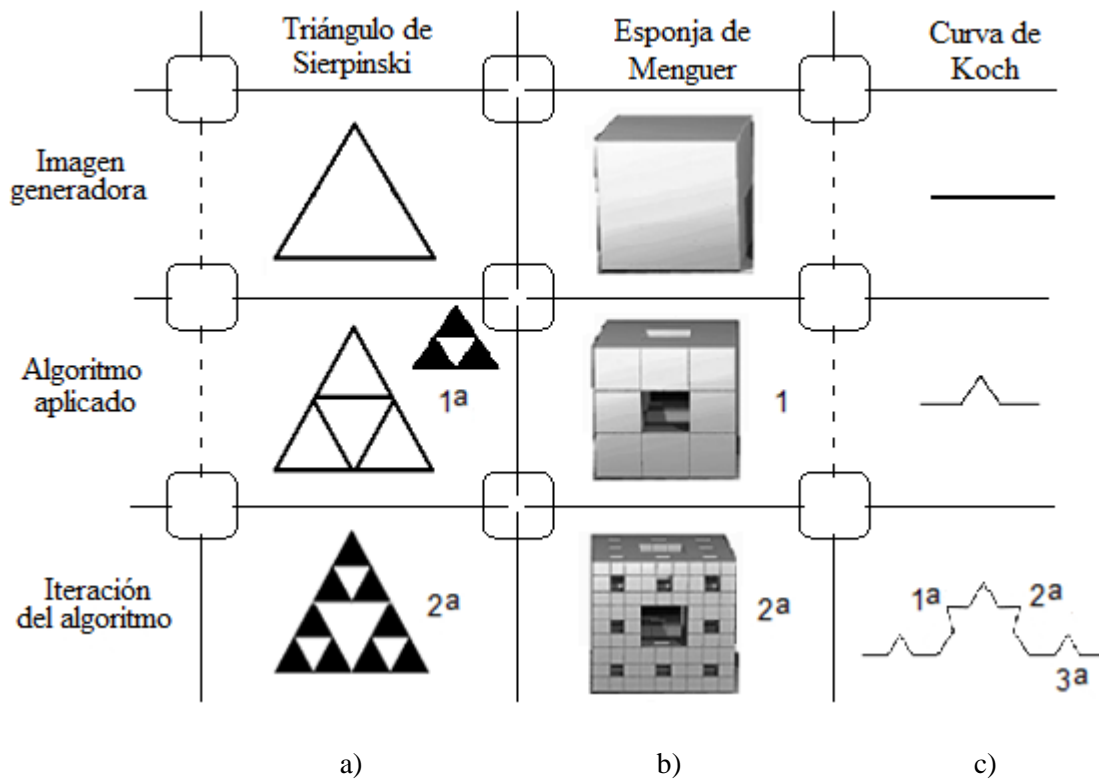 Triángulo de
Sierpinski
Esponja de
Menguer
Curva de
Koch
Imagen
generadora
Algoritmo
aplicado
1ª
1
Iteración
del algoritmo
2ª
2ª
1ª
2ª
3ª
a)
b)
c)